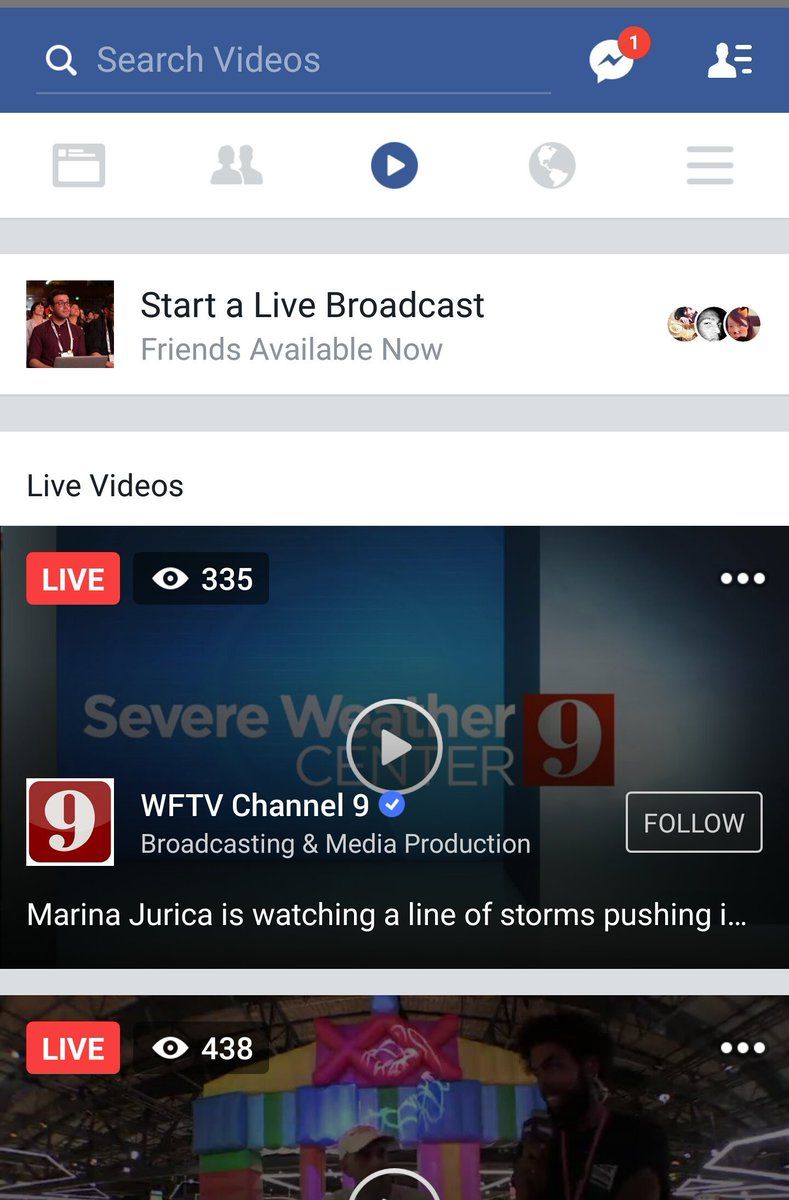 Search Videos
1
Start a Live Broadcast
Friends Available Now
Live Videos
LIVE 335
Severe Weather 9
CENTER
9 WFTV Channel 9
Broadcasting & Media Production
FOLLOW
Marina Jurica is watching a line of storms pushing i...
LIVE 438